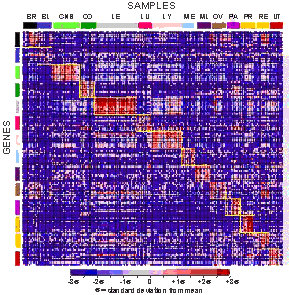 SAMPLES
BR BL CNS CO LE LU LY ME ML OV PA PR RE UT
GENES
-3σ -2σ -1σ 0 +1σ +2σ +3σ
σ = standard deviation from mean